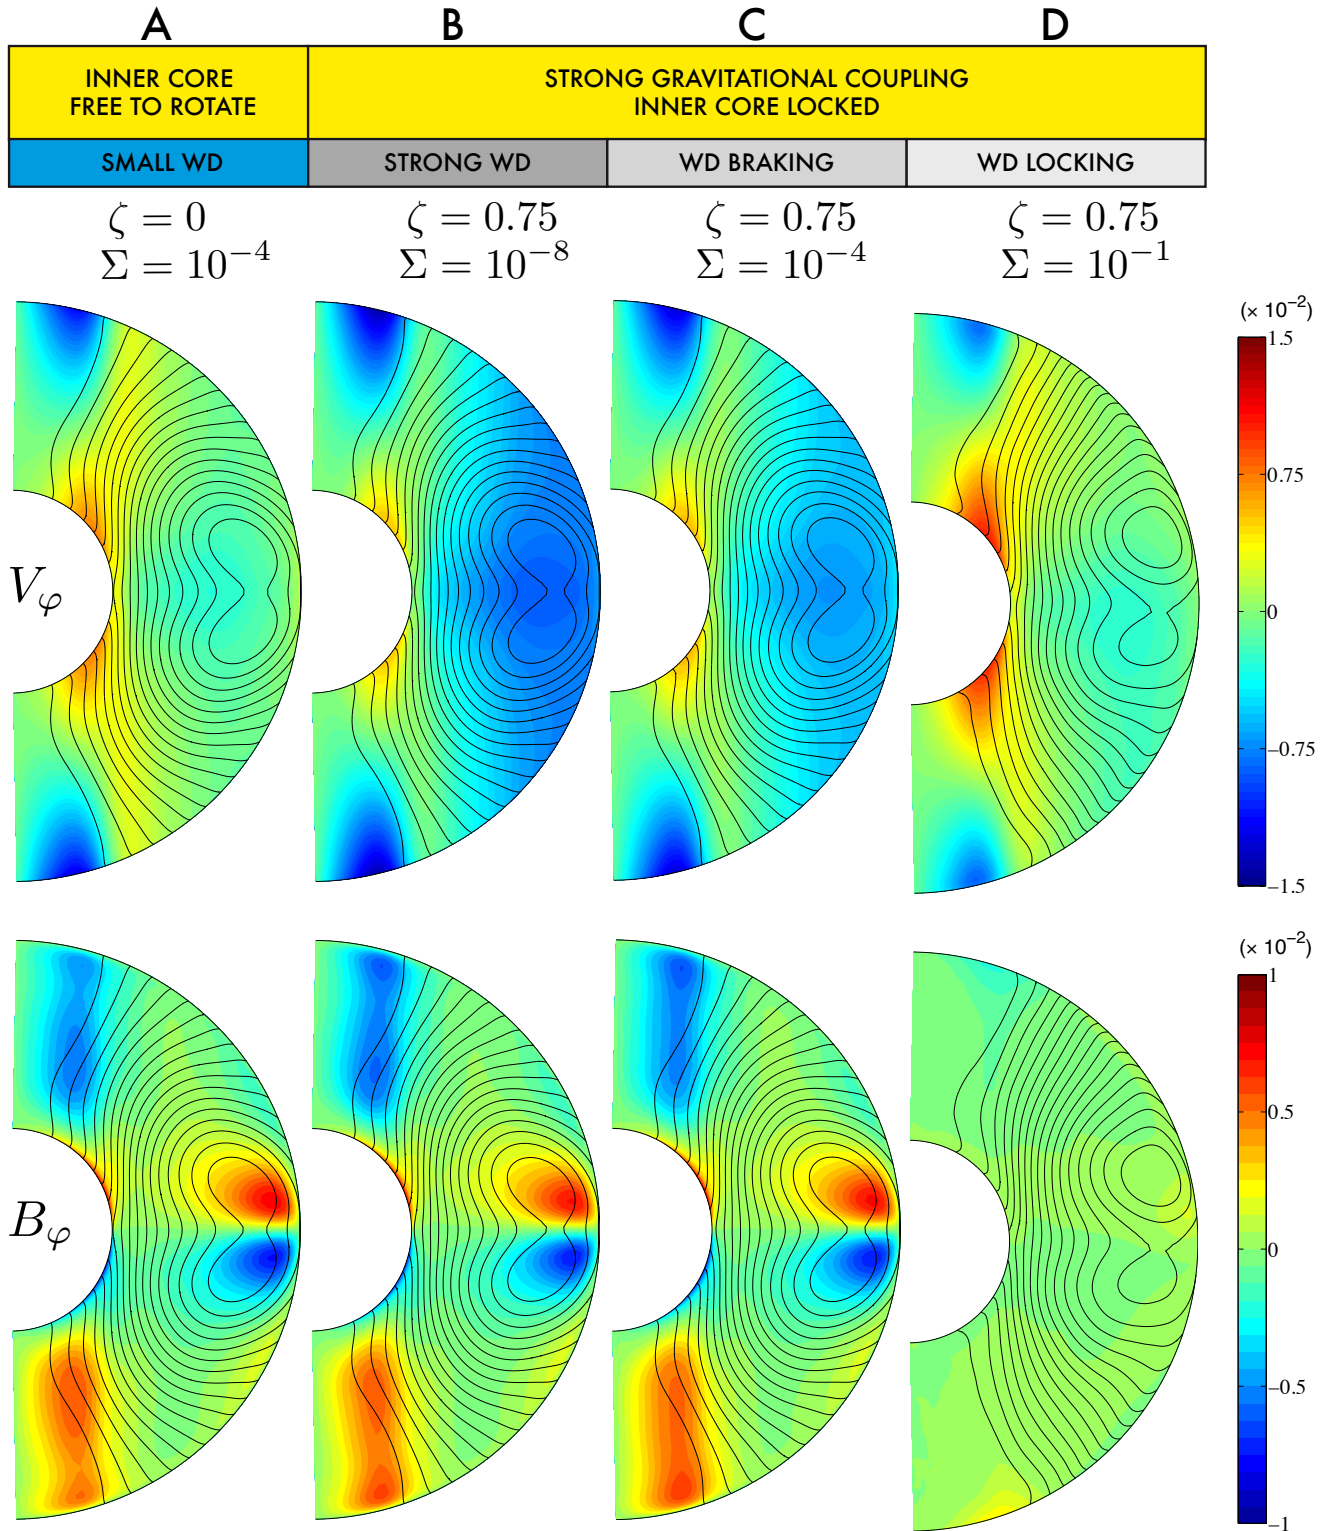 A B C D
INNER CORE
FREE TO ROTATE
STRONG GRAVITATIONAL COUPLING
INNER CORE LOCKED
SMALL WD STRONG WD WD BRAKING WD LOCKING
ζ = 0 ζ = 0.75 ζ = 0.75 ζ = 0.75
Σ = 10⁻⁴ Σ = 10⁻⁸ Σ = 10⁻⁴ Σ = 10⁻¹
(× 10⁻²)
1.5
0.75
0
−0.75
−1.5
Vφ
(× 10⁻²)
1
0.5
0
−0.5
−1
Bφ